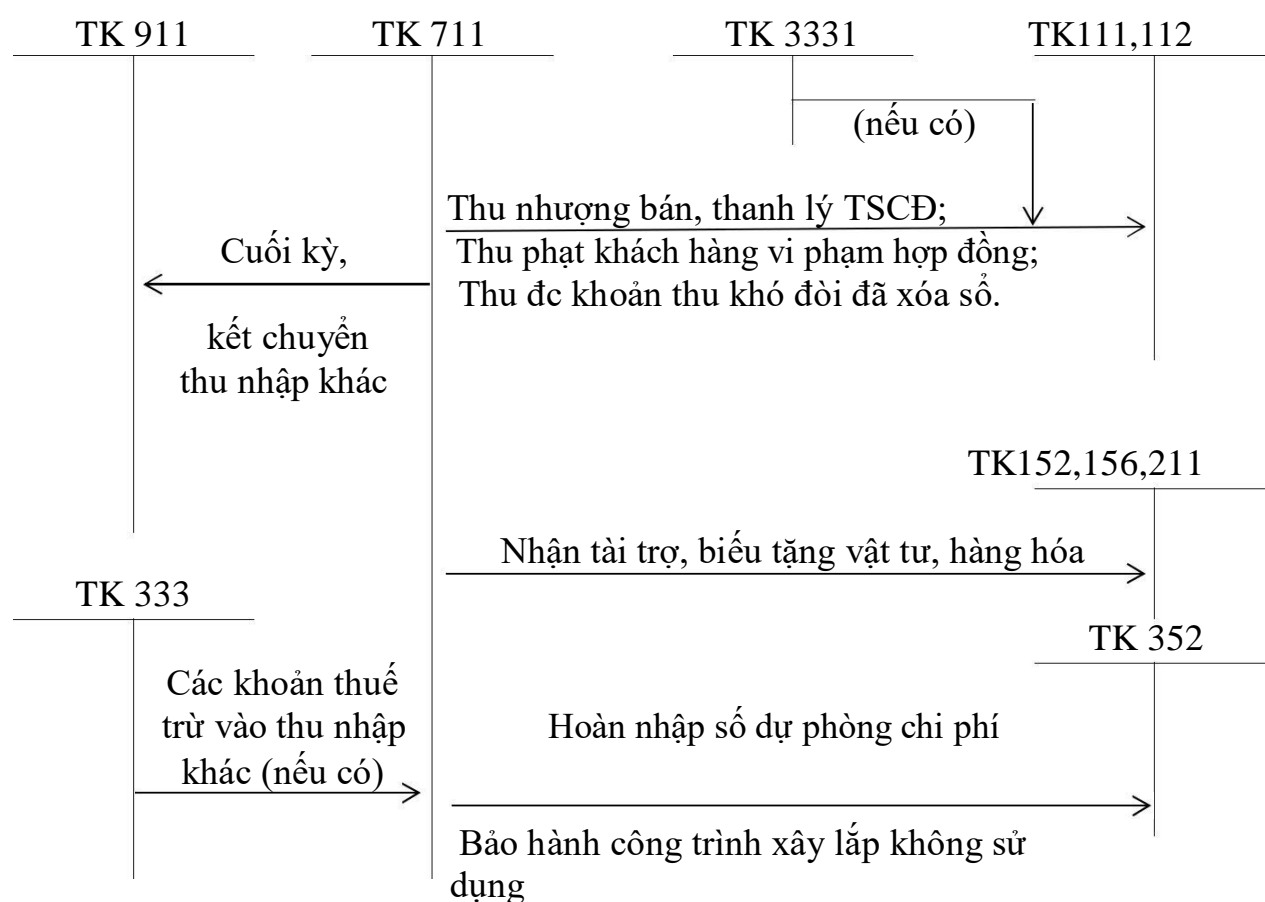 TK 911
TK 711
TK 3331
TK111,112
(nếu có)
Thu nhượng bán, thanh lý TSCĐ;
Thu phạt khách hàng vi phạm hợp đồng;
Thu đc khoản thu khó đòi đã xóa sổ.
Cuối kỳ,
kết chuyển
thu nhập khác
TK152,156,211
Nhận tài trợ, biếu tặng vật tư, hàng hóa
TK 333
TK 352
Các khoản thuế
trừ vào thu nhập
khác (nếu có)
Hoàn nhập số dự phòng chi phí
Bảo hành công trình xây lắp không sử
dụng